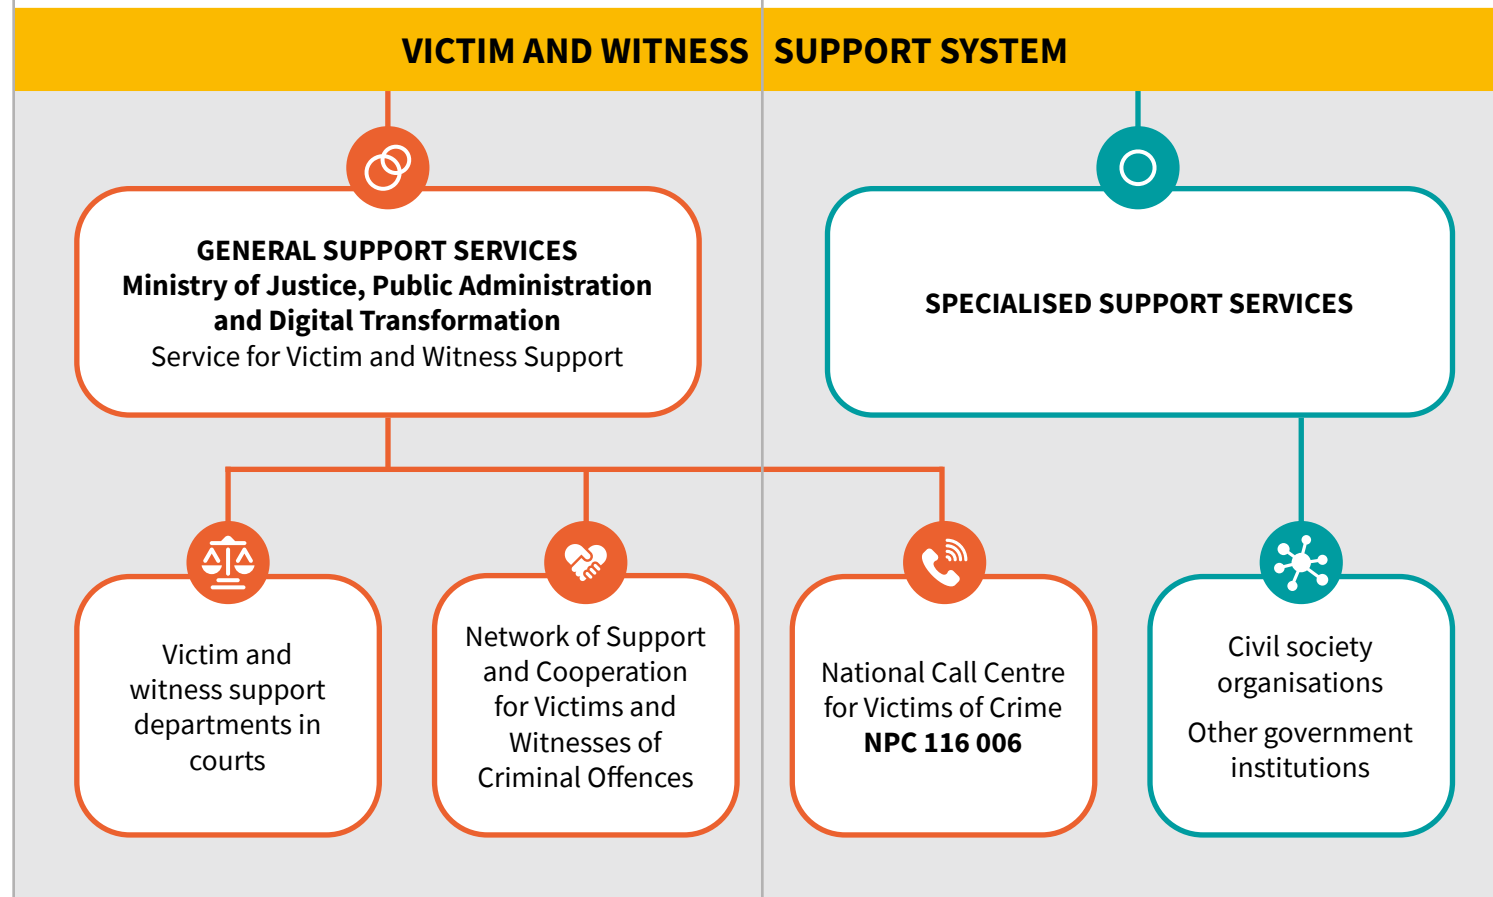 VICTIM AND WITNESS SUPPORT SYSTEM
GENERAL SUPPORT SERVICES
Ministry of Justice, Public Administration
and Digital Transformation
Service for Victim and Witness Support
SPECIALISED SUPPORT SERVICES
Victim and
witness support
departments in
courts
Network of Support
and Cooperation
for Victims and
Witnesses of
Criminal Offences
National Call Centre
for Victims of Crime
NPC 116 006
Civil society
organisations
Other government
institutions